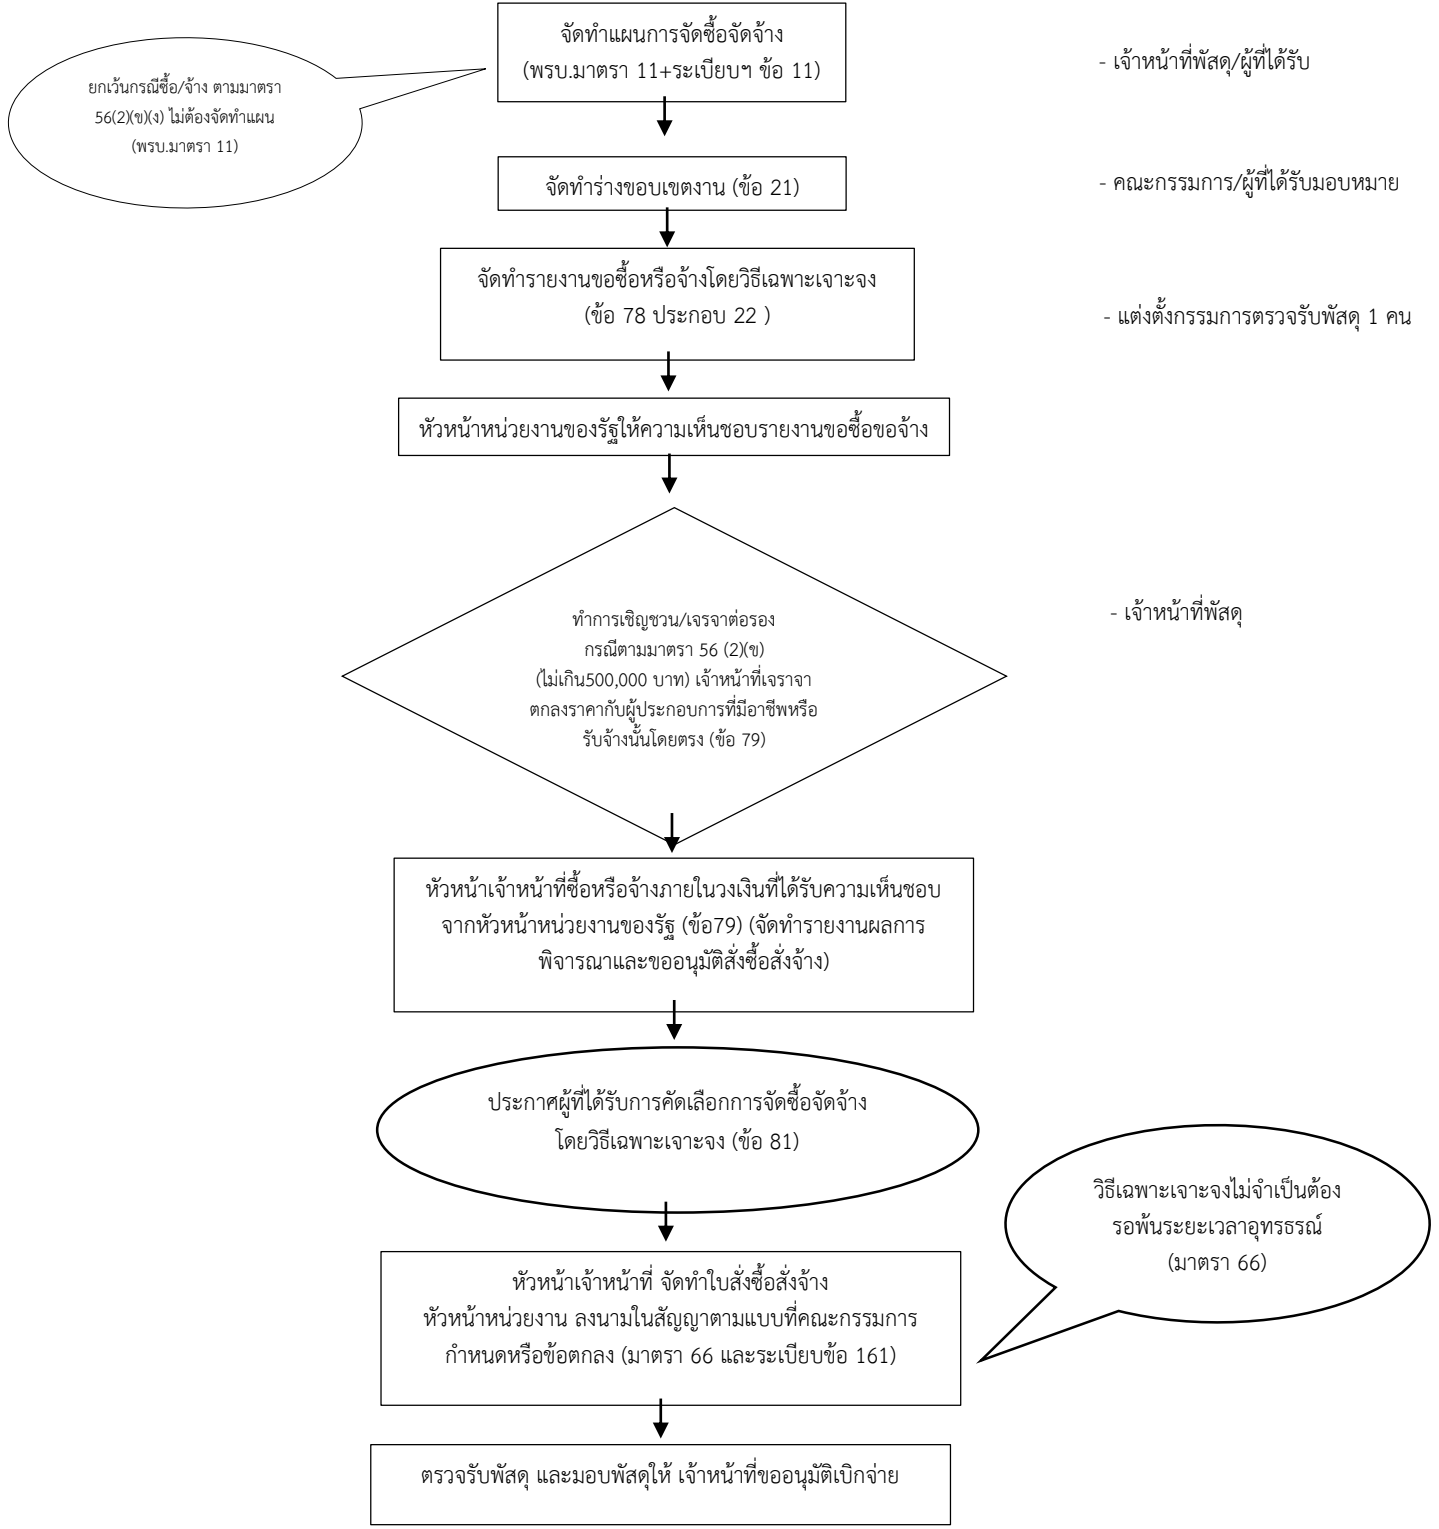 จัดทำแผนการจัดซื้อจัดจ้าง
(พรบ.มาตรา 11+ระเบียบฯ ข้อ 11)
- เจ้าหน้าที่พัสดุ/ผู้ที่ได้รับ
ยกเว้นกรณีซื้อ/จ้าง ตามมาตรา
56(2)(ข)(ง) ไม่ต้องจัดทำแผน
(พรบ.มาตรา 11)
จัดทำร่างขอบเขตงาน (ข้อ 21)
- คณะกรรมการ/ผู้ที่ได้รับมอบหมาย
จัดทำรายงานขอซื้อหรือจ้างโดยวิธีเฉพาะเจาะจง
(ข้อ 78 ประกอบ 22 )
- แต่งตั้งกรรมการตรวจรับพัสดุ 1 คน
หัวหน้าหน่วยงานของรัฐให้ความเห็นชอบรายงานขอซื้อขอจ้าง
ทำการเชิญชวน/เจรจาต่อรอง
กรณีตามมาตรา 56 (2)(ข)
(ไม่เกิน500,000 บาท) เจ้าหน้าที่เจราจา
ตกลงราคากับผู้ประกอบการที่มีอาชีพหรือ
รับจ้างนั้นโดยตรง (ข้อ 79)
- เจ้าหน้าที่พัสดุ
หัวหน้าเจ้าหน้าที่ซื้อหรือจ้างภายในวงเงินที่ได้รับความเห็นชอบ
จากหัวหน้าหน่วยงานของรัฐ (ข้อ79) (จัดทำรายงานผลการ
พิจารณาและขออนุมัติสั่งซื้อสั่งจ้าง)
ประกาศผู้ที่ได้รับการคัดเลือกการจัดซื้อจัดจ้าง
โดยวิธีเฉพาะเจาะจง (ข้อ 81)
วิธีเฉพาะเจาะจงไม่จำเป็นต้อง
รอพ้นระยะเวลาอุทธรณ์
(มาตรา 66)
หัวหน้าเจ้าหน้าที่ จัดทำใบสั่งซื้อสั่งจ้าง
หัวหน้าหน่วยงาน ลงนามในสัญญาตามแบบที่คณะกรรมการ
กำหนดหรือข้อตกลง (มาตรา 66 และระเบียบข้อ 161)
ตรวจรับพัสดุ และมอบพัสดุให้ เจ้าหน้าที่ขออนุมัติเบิกจ่าย